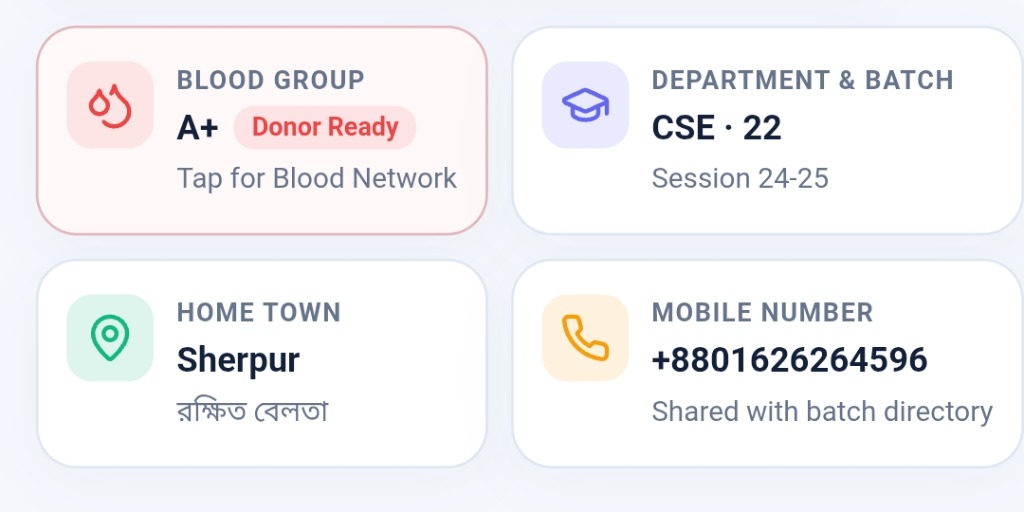 BLOOD GROUP
A+ Donor Ready
Tap for Blood Network
DEPARTMENT & BATCH
CSE · 22
Session 24-25
HOME TOWN
Sherpur
রক্ষিত বেলতা
MOBILE NUMBER
+8801626264596
Shared with batch directory